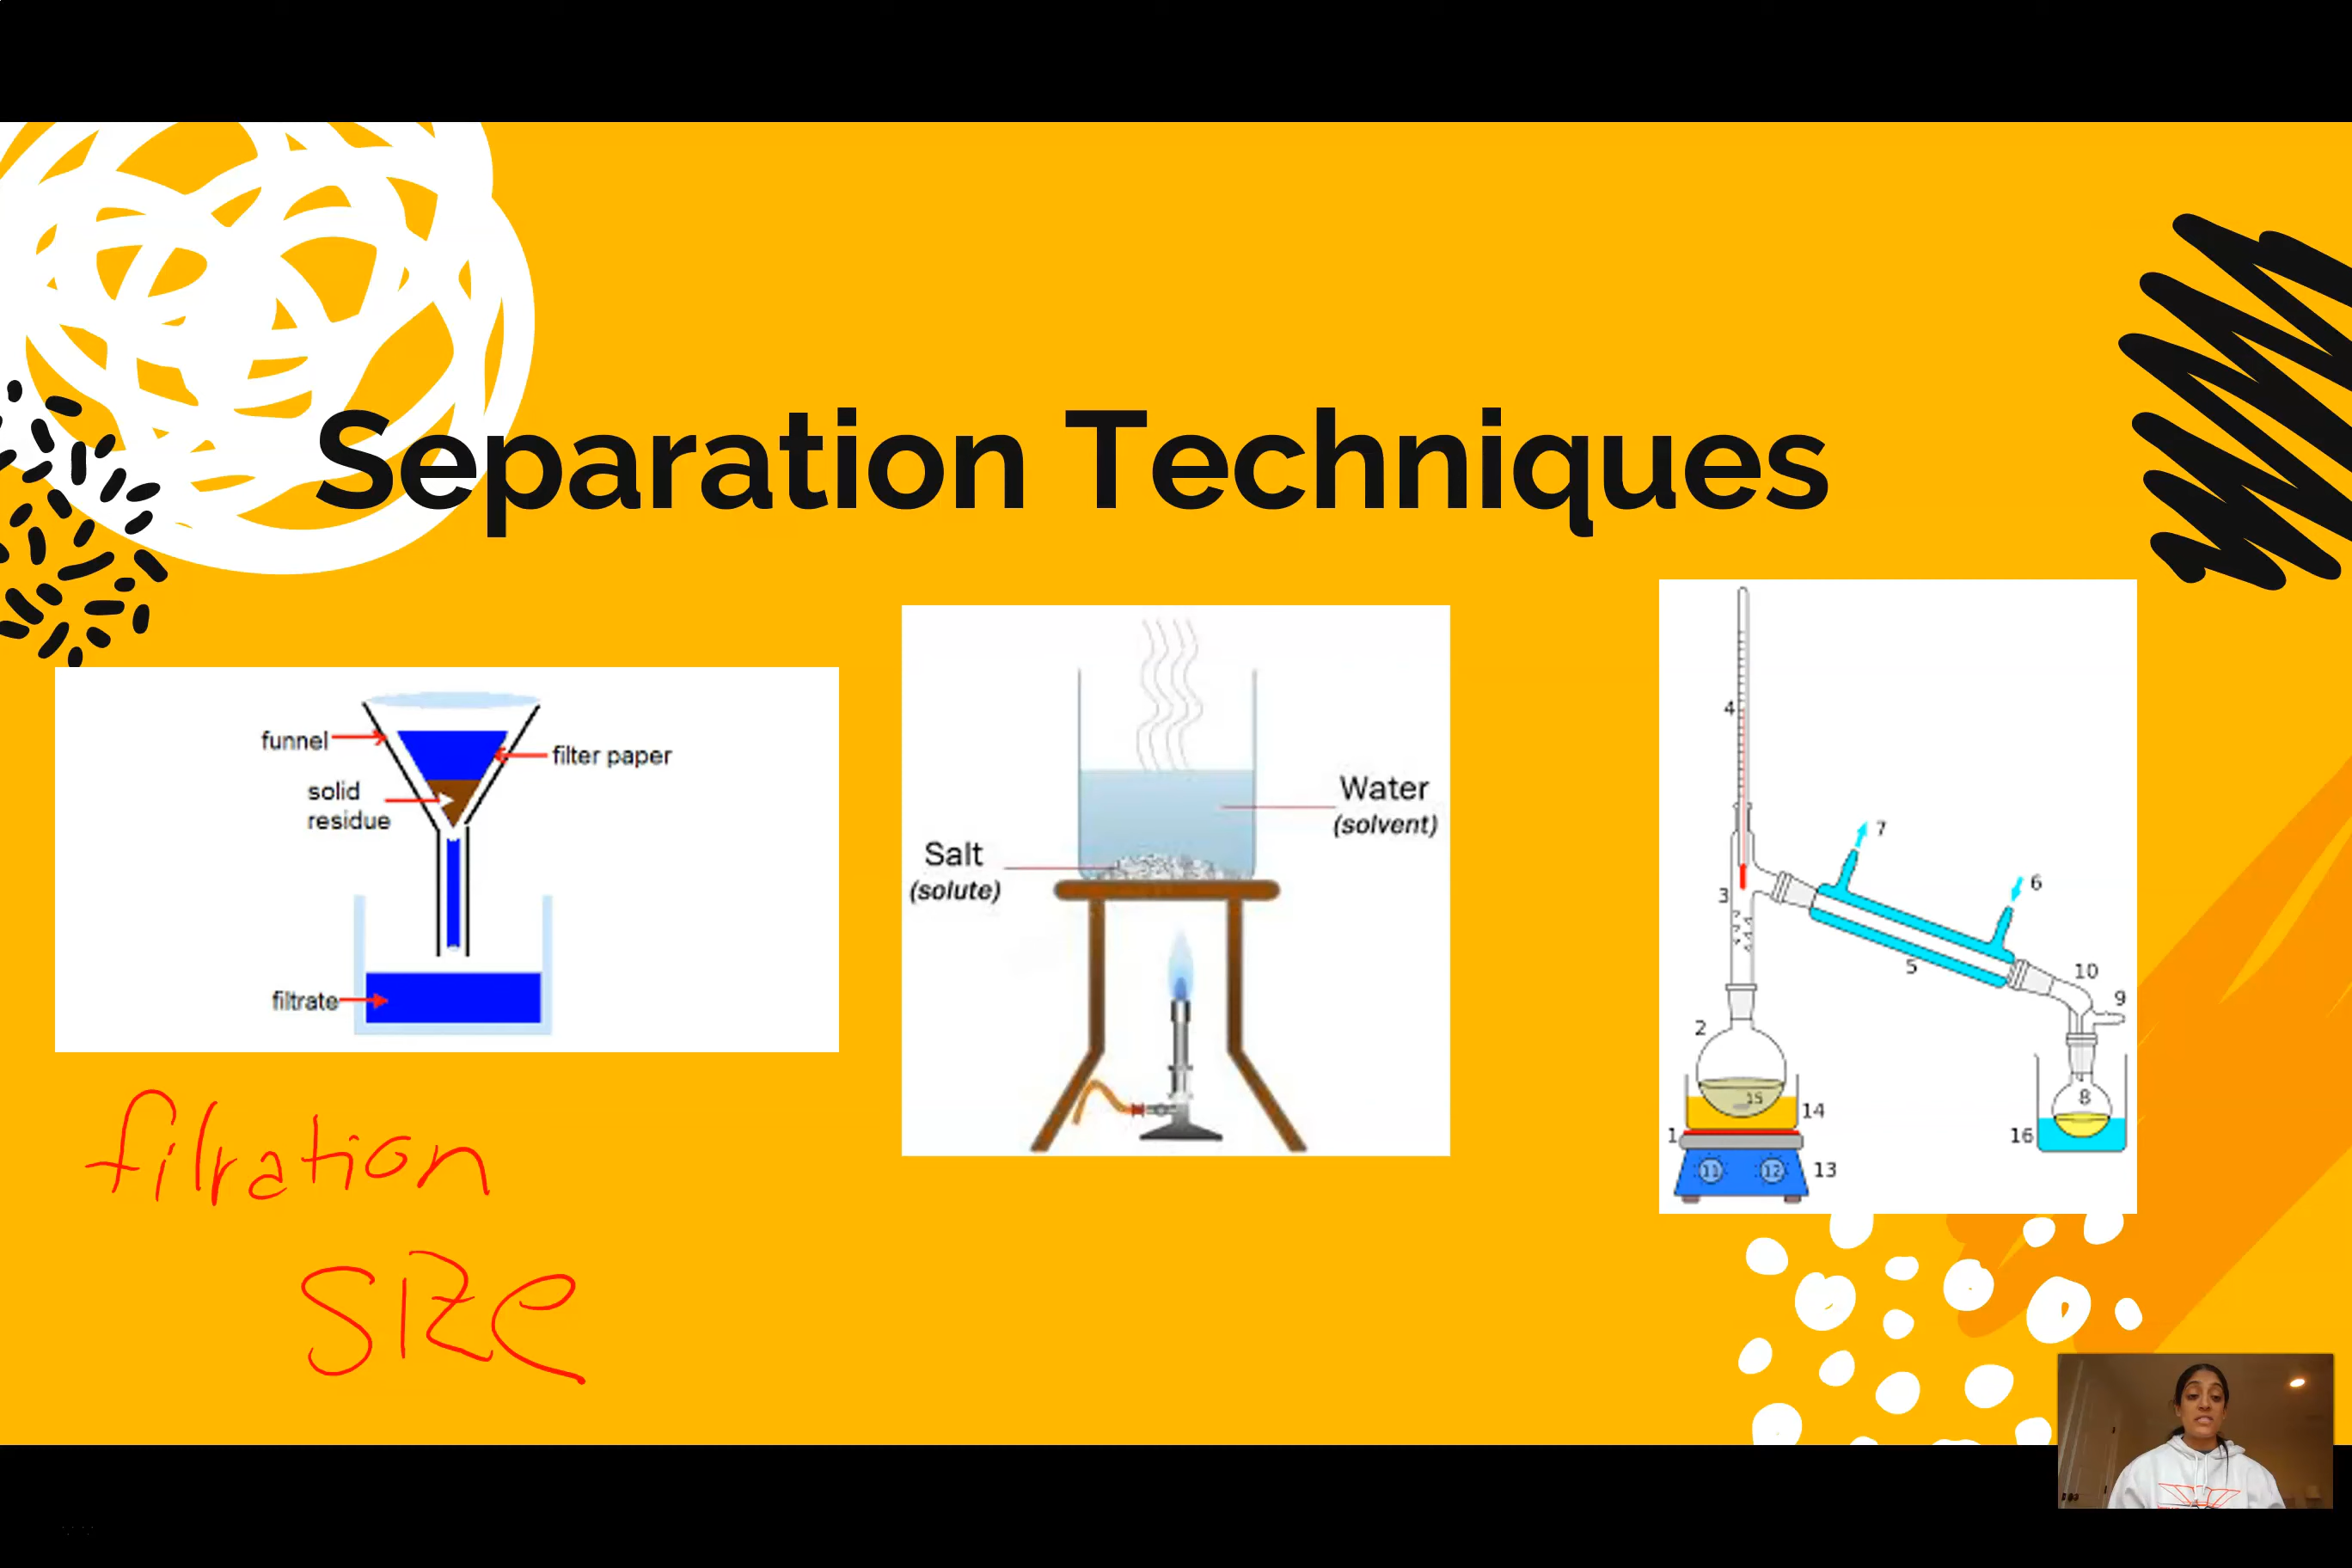 Separation Techniques
funnel
filter paper
solid
residue
filtrate
Water
(solvent)
Salt
(solute)
4
7
6
3
5
10
9
2
15
8
14
1
16
11
12
13
filration
size